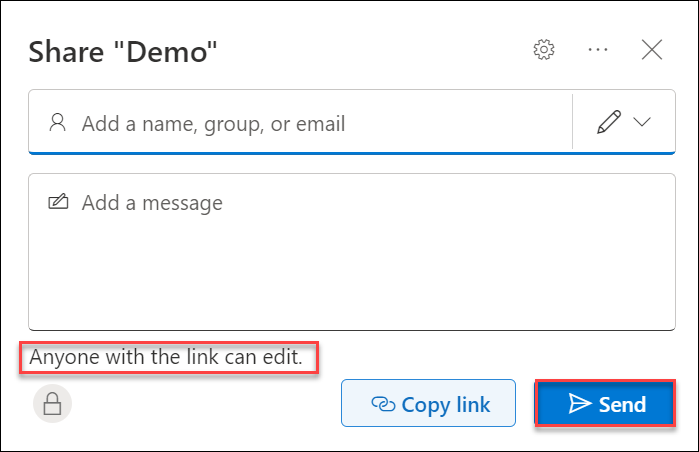 Share "Demo"
Add a name, group, or email
Add a message
Anyone with the link can edit.
Copy link
Send